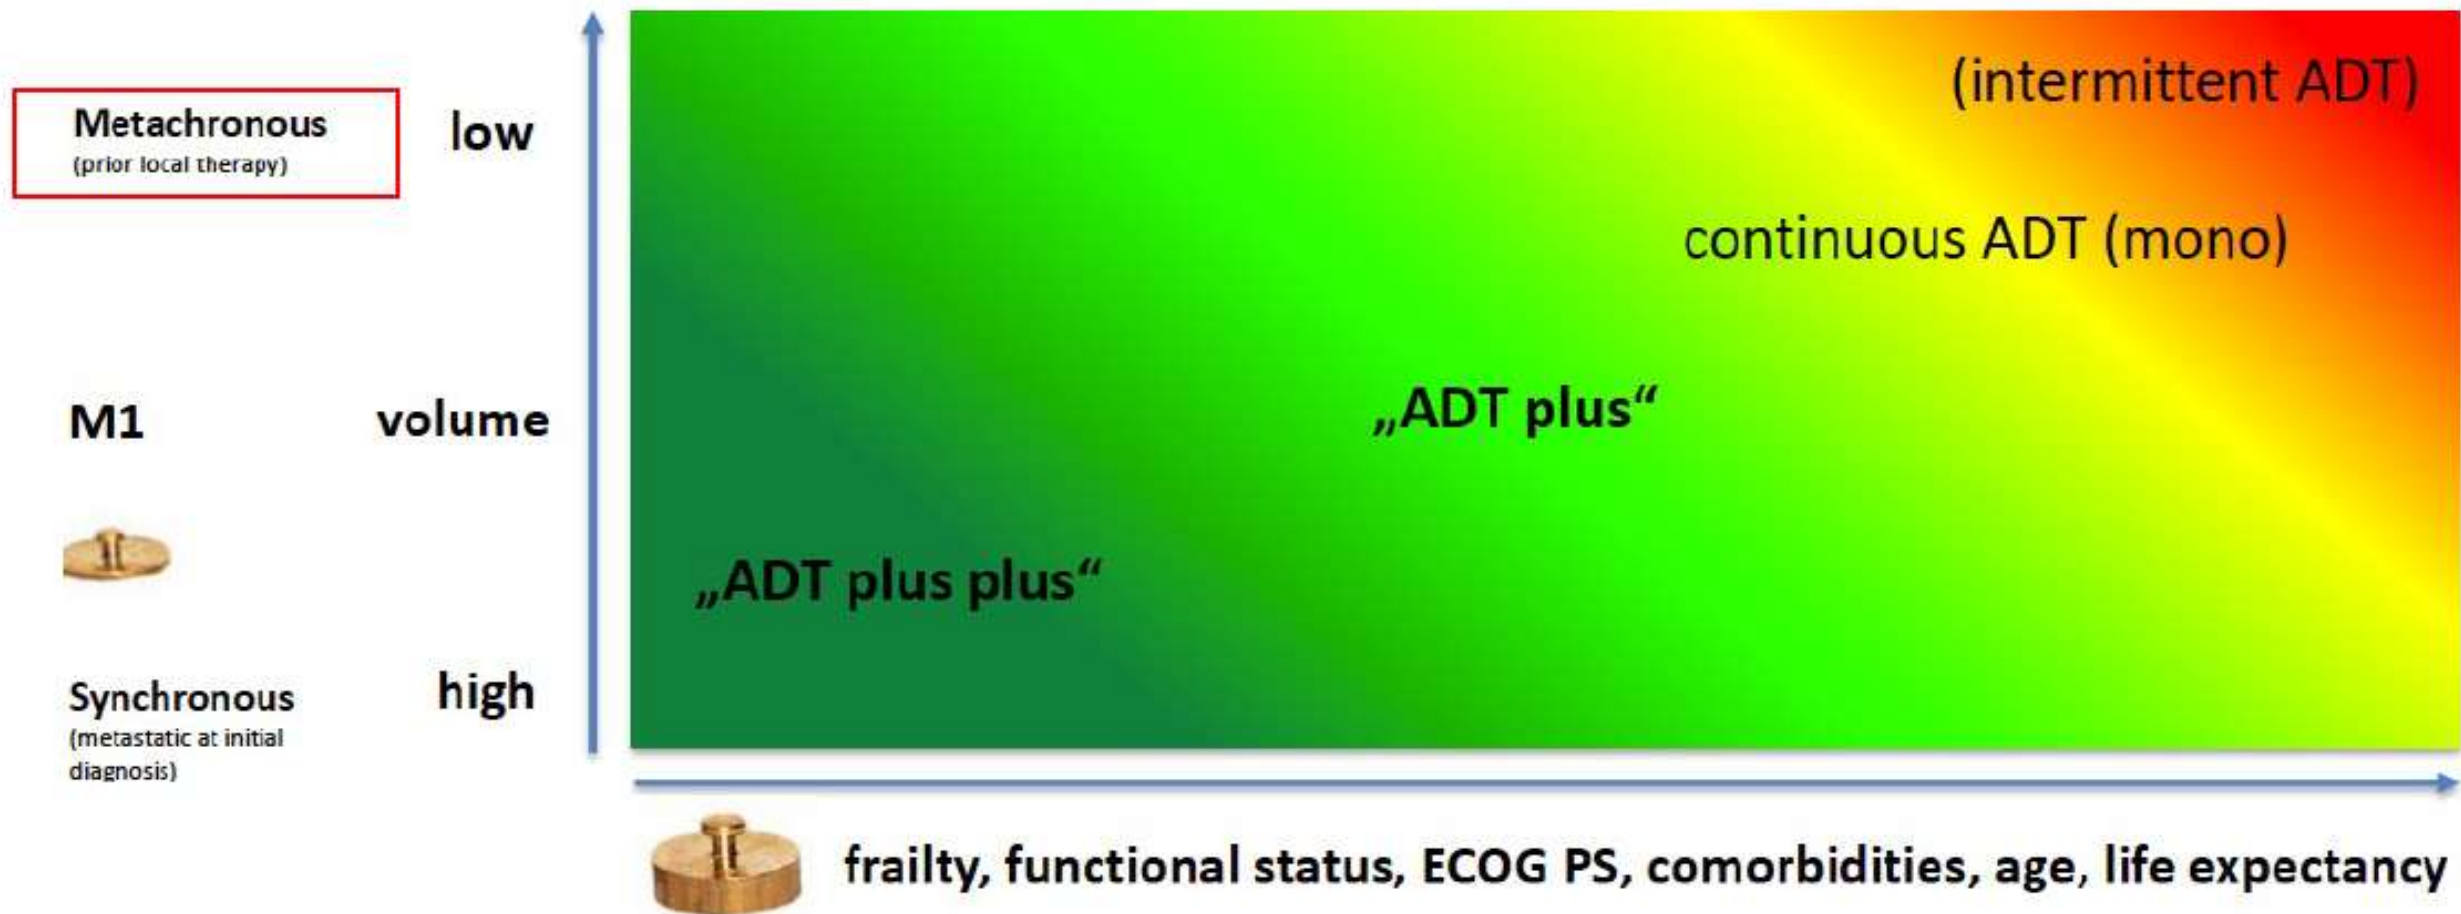 Metachronous
(prior local therapy)
low
(intermittent ADT)
continuous ADT (mono)
M1
volume
„ADT plus“
„ADT plus plus“
Synchronous
(metastatic at initial
diagnosis)
high
frailty, functional status, ECOG PS, comorbidities, age, life expectancy